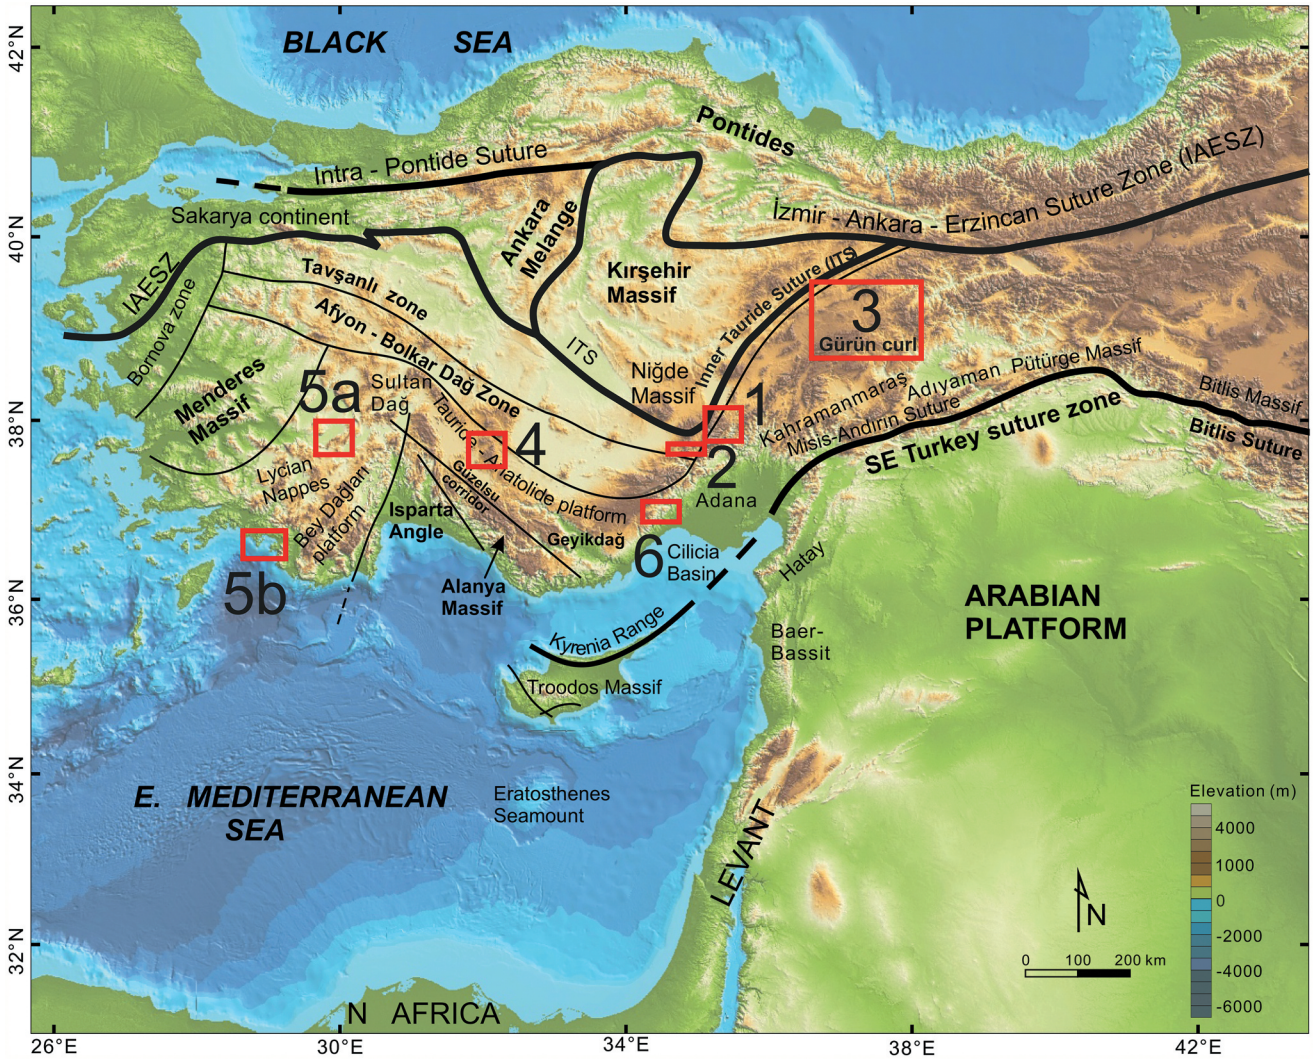 BLACK SEA
42°N
Pontides
Intra - Pontide Suture
İzmir - Ankara - Erzincan Suture Zone (IAESZ)
Sakarya continent
40°N
Ankara
Melange
Kırşehir
Massif
IAESZ
Tavşanlı zone
Inner Tauride Suture (ITS)
Bornova zone
Afyon - Bolkar Dağ Zone
ITS
3
Gürün curl
Menderes
Massif
5a
Sultan
Dağ
Niğde
Massif
1
Kahramanmaraş
Adıyaman
Pütürge Massif
Bitlis Massif
Bitlis Suture
38°N
Misis-Andırın Suture
SE Turkey suture zone
Tauride - Anatolide platform
4
2
Lycian
Nappes
Bey Dağları
platform
Güzelsu
corridor
Adana
Isparta
Angle
Geyikdağ
6
Cilicia
Basin
Hatay
5b
36°N
Alanya
Massif
ARABIAN
PLATFORM
Kyrenia Range
Baer-
Bassit
Troodos Massif
34°N
E. MEDITERRANEAN
SEA
Eratosthenes
Seamount
LEVANT
Elevation (m)
4000
1000
0
-2000
-4000
-6000
N
0 100 200 km
32°N
N AFRICA
26°E 30°E 34°E 38°E 42°E